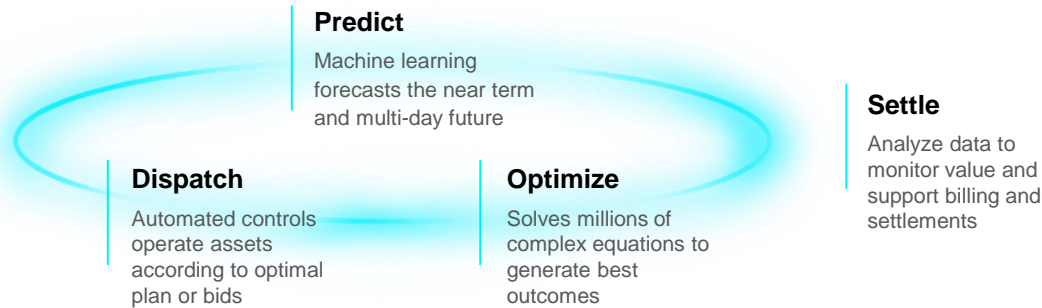 Predict
Machine learning
forecasts the near term
and multi-day future
Settle
Analyze data to
monitor value and
support billing and
settlements
Dispatch
Automated controls
operate assets
according to optimal
plan or bids
Optimize
Solves millions of
complex equations to
generate best
outcomes